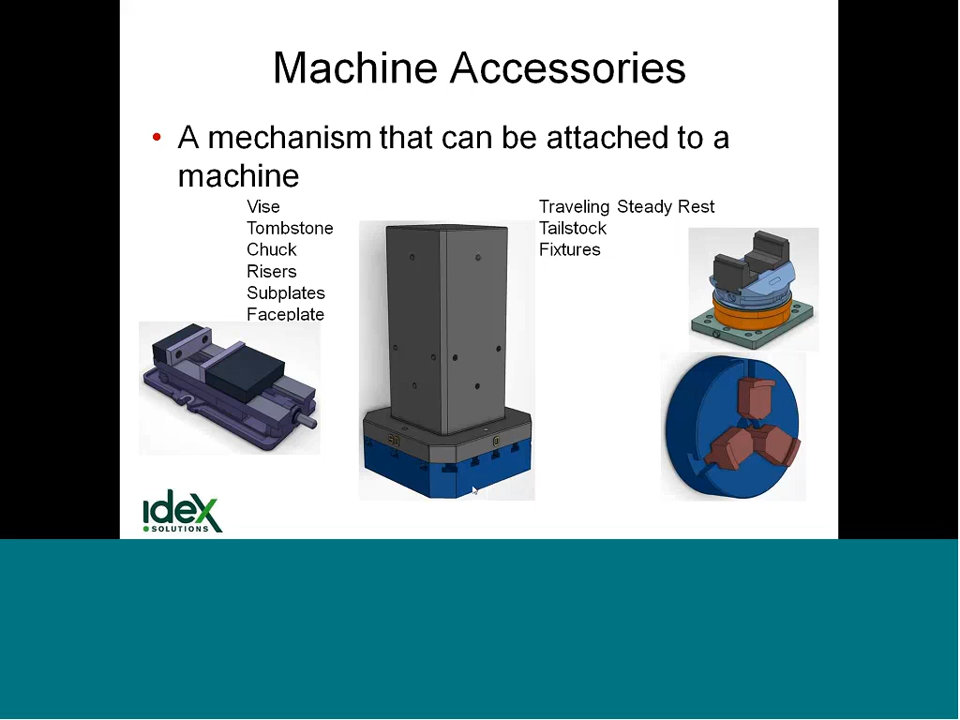 Machine Accessories
• A mechanism that can be attached to a
machine
Vise
Tombstone
Chuck
Risers
Subplates
Faceplate
Traveling Steady Rest
Tailstock
Fixtures
idex
SOLUTIONS